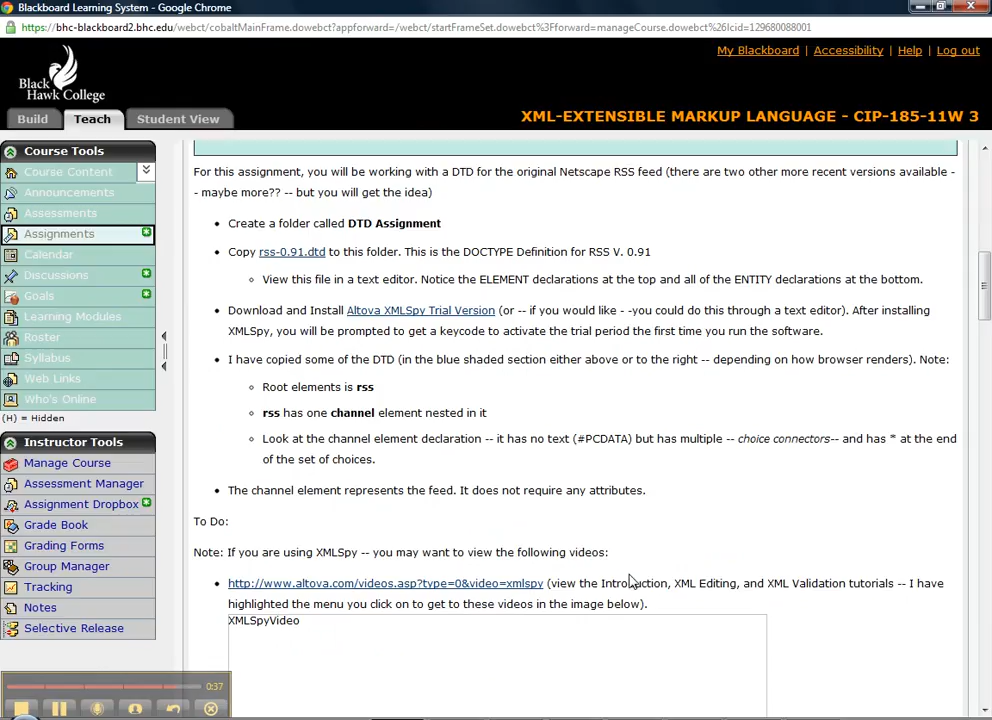 Blackboard Learning System - Google Chrome
https://bhc-blackboard2.bhc.edu/webct/cobaltMainFrame.dowebct?appforward=/webct/startFrameSet.dowebct%3Fforward=manageCourse.dowebct%26lcid=129680088001
My Blackboard | Accessibility | Help | Log out
Black
Hawk
College
Build
Teach
Student View
XML-EXTENSIBLE MARKUP LANGUAGE - CIP-185-11W 3
Course Tools
Course Content
Announcements
Assessments
Assignments
Calendar
Discussions
Goals
Learning Modules
Roster
Syllabus
Web Links
Who's Online
(H) = Hidden
Instructor Tools
Manage Course
Assessment Manager
Assignment Dropbox
Grade Book
Grading Forms
Group Manager
Tracking
Notes
Selective Release
0:37
For this assignment, you will be working with a DTD for the original Netscape RSS feed (there are two other more recent versions available -
- maybe more?? -- but you will get the idea)
• Create a folder called DTD Assignment
• Copy rss-0.91.dtd to this folder. This is the DOCTYPE Definition for RSS V. 0.91
View this file in a text editor. Notice the ELEMENT declarations at the top and all of the ENTITY declarations at the bottom.
• Download and Install Altova XMLSpy Trial Version (or -- if you would like - -you could do this through a text editor). After installing
XMLSpy, you will be prompted to get a keycode to activate the trial period the first time you run the software.
• I have copied some of the DTD (in the blue shaded section either above or to the right -- depending on how browser renders). Note:
Root elements is rss
rss has one channel element nested in it
Look at the channel element declaration -- it has no text (#PCDATA) but has multiple -- choice connectors-- and has * at the end
of the set of choices.
• The channel element represents the feed. It does not require any attributes.
To Do:
Note: If you are using XMLSpy -- you may want to view the following videos:
• http://www.altova.com/videos.asp?type=0&video=xmlspy (view the Introduction, XML Editing, and XML Validation tutorials -- I have
highlighted the menu you click on to get to these videos in the image below).
XMLSpyVideo